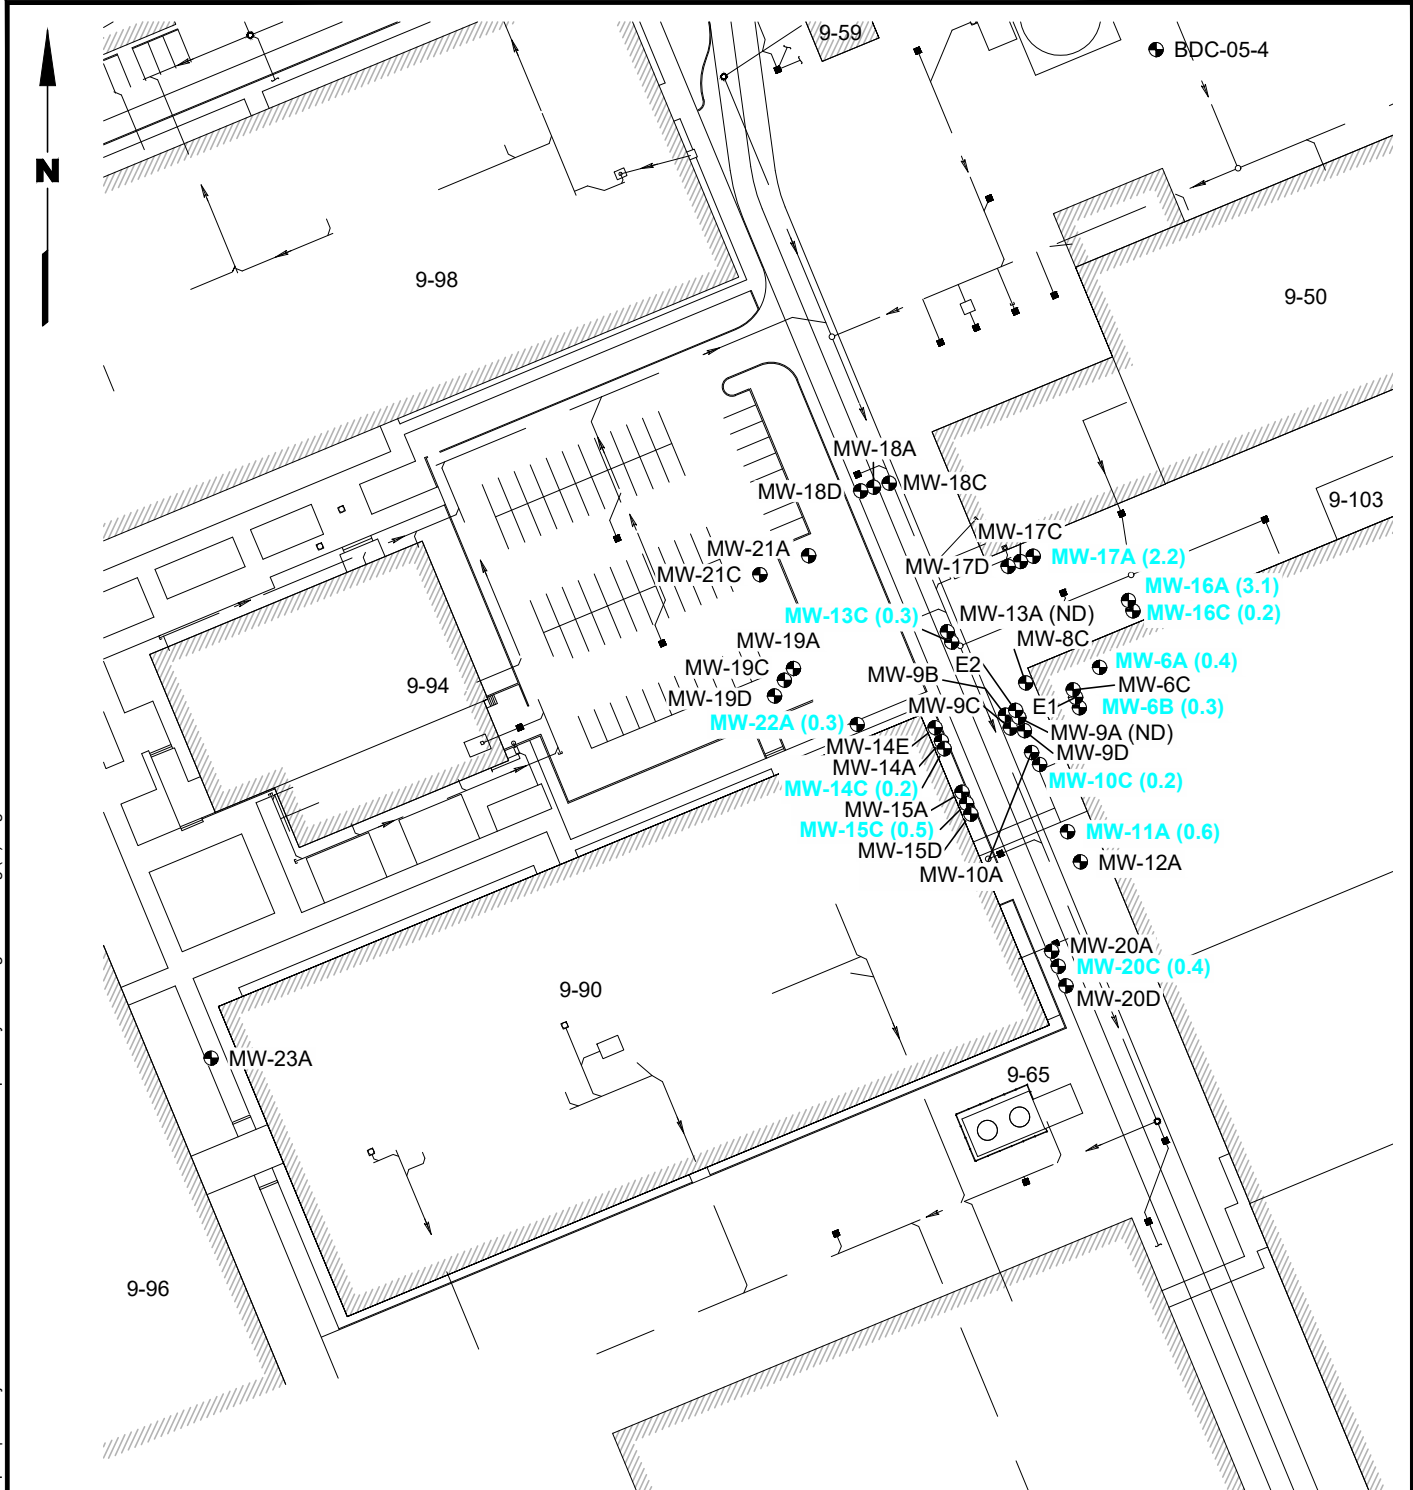 9-59
BDC-05-4
N
9-98
9-50
MW-18A
MW-18D
MW-18C
9-103
MW-17C
MW-21A
MW-17A (2.2)
MW-21C
MW-17D
MW-16A (3.1)
MW-16C (0.2)
MW-13C (0.3)
MW-13A (ND)
MW-8C
MW-19A
E2
MW-6A (0.4)
MW-19C
MW-9B
MW-6C
9-94
MW-19D
MW-9C
E1
MW-6B (0.3)
MW-22A (0.3)
MW-9A (ND)
MW-14E
MW-9D
MW-14A
MW-10C (0.2)
MW-14C (0.2)
MW-15A
MW-15C (0.5)
MW-11A (0.6)
MW-15D
MW-12A
MW-10A
MW-20A
MW-20C (0.4)
9-90
MW-20D
MW-23A
9-65
9-96